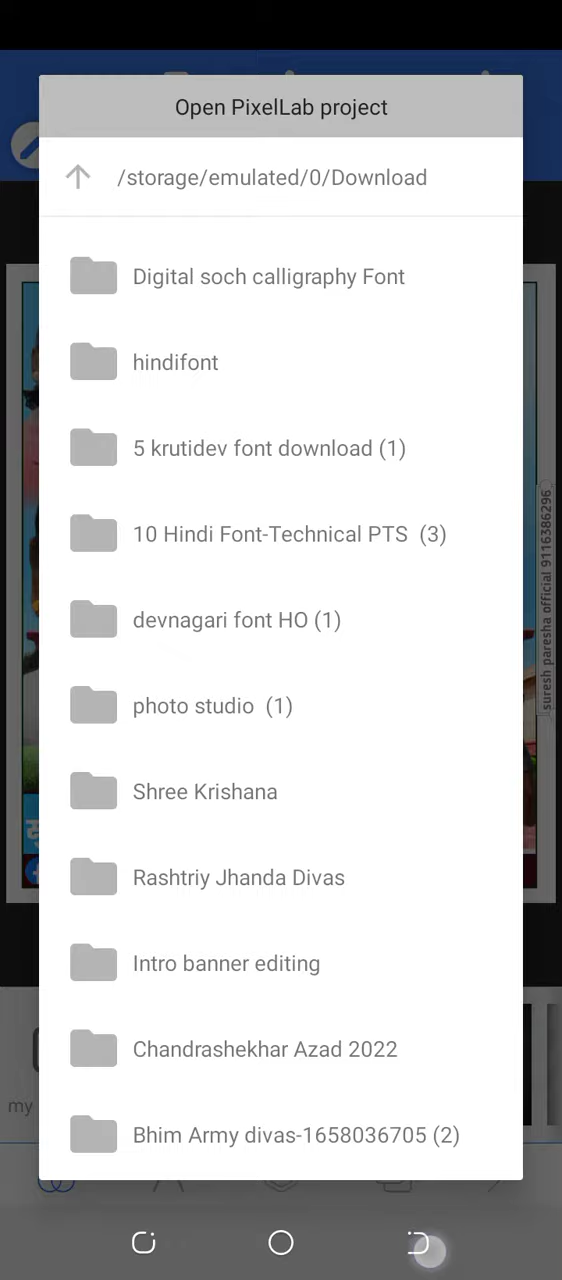 Open PixelLab project
/storage/emulated/0/Download
Digital soch calligraphy Font
hindifont
5 krutidev font download (1)
10 Hindi Font-Technical PTS  (3)
devnagari font HO (1)
photo studio  (1)
Shree Krishana
Rashtriy Jhanda Divas
Intro banner editing
Chandrashekhar Azad 2022
Bhim Army divas-1658036705 (2)
suresh paresha official 9116386296
my